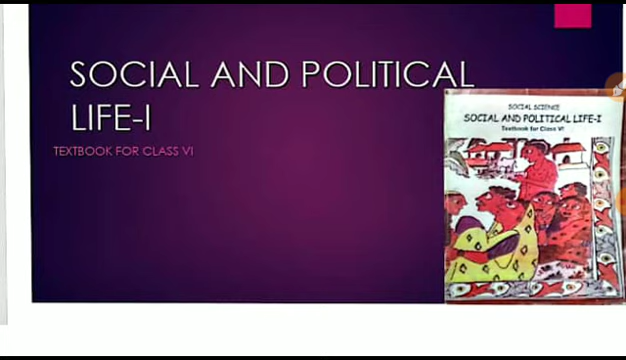 SOCIAL AND POLITICAL
LIFE-I
TEXTBOOK FOR CLASS VI
SOCIAL SCIENCE
SOCIAL AND POLITICAL LIFE-I
Textbook for Class VI